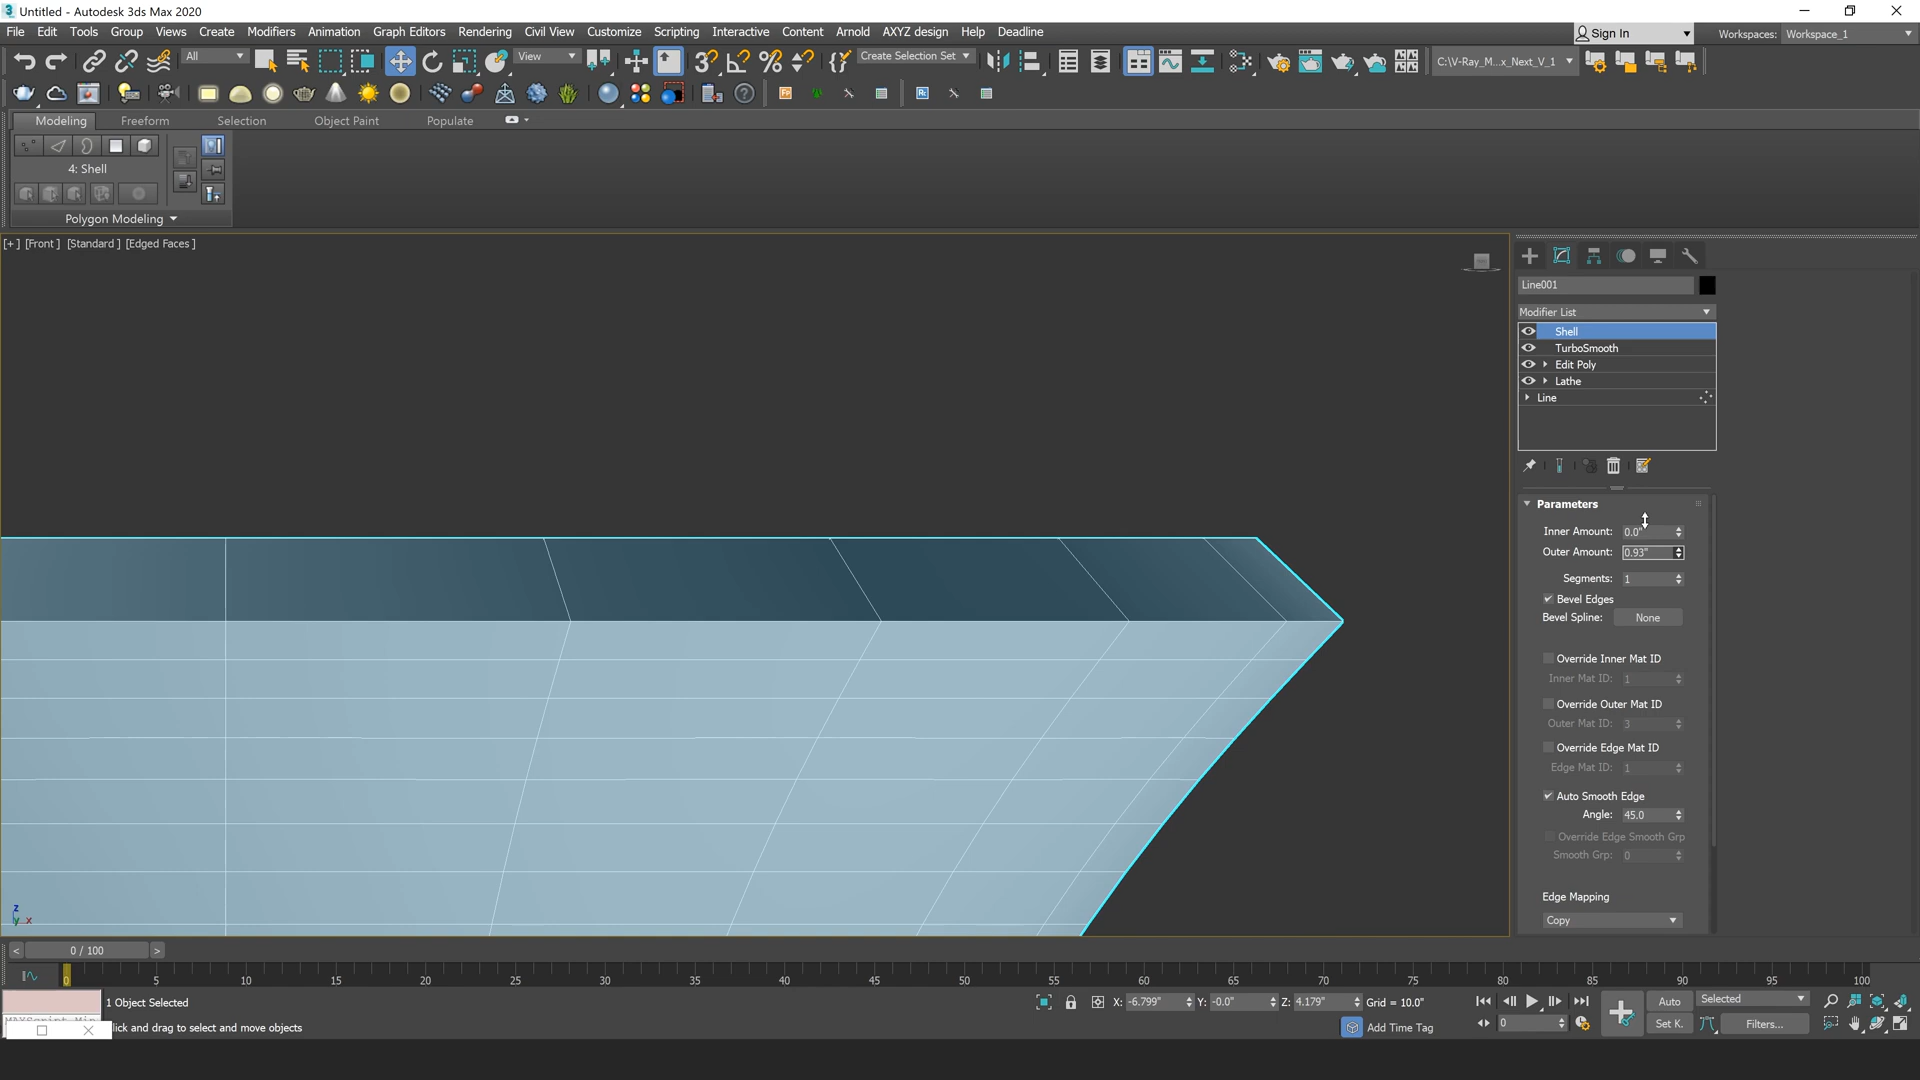 Untitled - Autodesk 3ds Max 2020
File Edit Tools Group Views Create Modifiers Animation Graph Editors Rendering Civil View Customize Scripting Interactive Content Arnold AXYZ design Help Deadline
Sign In
Workspaces: Workspace_1
All
View
Create Selection Set
C:\V-Ray_M...x_Next_V_1
Modeling Freeform Selection Object Paint Populate
4: Shell
Polygon Modeling
[+] [Front] [Standard] [Edged Faces]
Line001
Modifier List
Shell
TurboSmooth
Edit Poly
Lathe
Line
Parameters
Inner Amount: 0.0"
Outer Amount: 0.93"
Segments: 1
Bevel Edges
Bevel Spline: None
Override Inner Mat ID
Inner Mat ID: 1
Override Outer Mat ID
Outer Mat ID: 3
Override Edge Mat ID
Edge Mat ID: 1
Auto Smooth Edge
Angle: 45.0
Override Edge Smooth Grp
Smooth Grp: 0
Edge Mapping
Copy
z
y x
< 0 / 100 >
0 5 10 15 20 25 30 35 40 45 50 55 60 65 70 75 80 85 90 95 100
1 Object Selected
X: -6.799" Y: -0.0" Z: 4.179" Grid = 10.0"
Auto Selected
lick and drag to select and move objects
Add Time Tag
0
Set K. Filters...